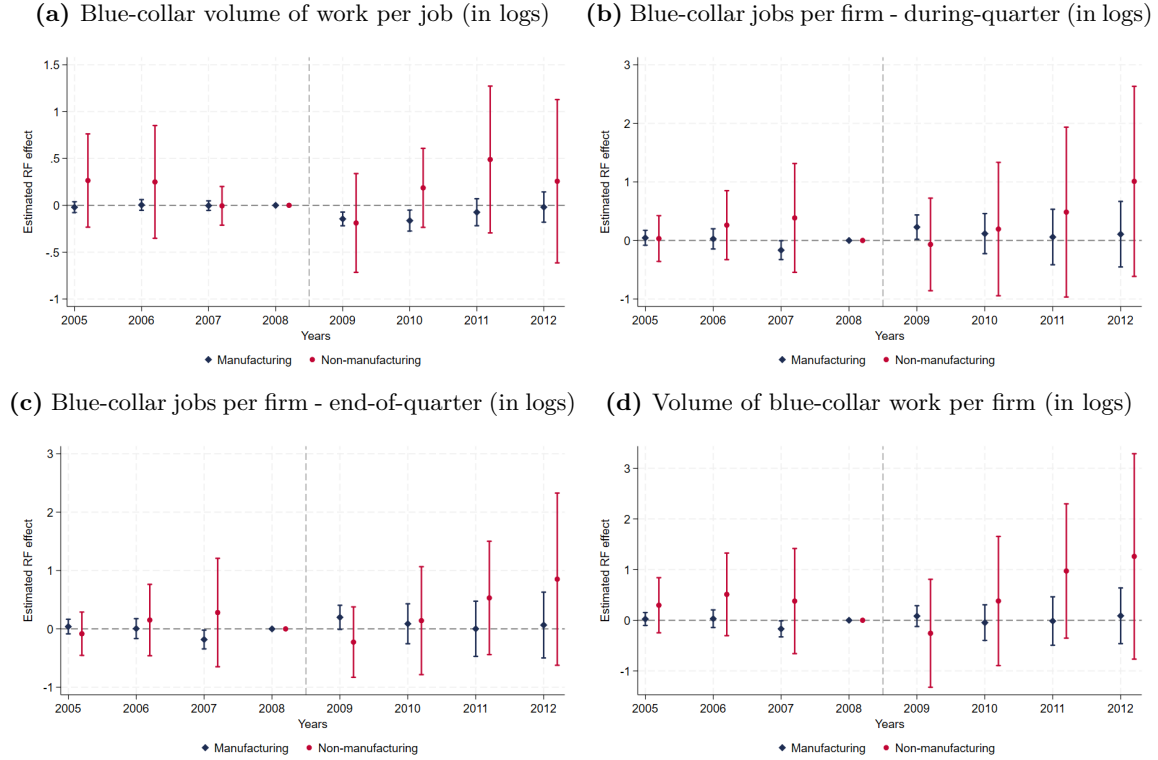 (a) Blue-collar volume of work per job (in logs)
(b) Blue-collar jobs per firm - during-quarter (in logs)
1.5
1
.5
0
-.5
-1
Estimated RF effect
2005 2006 2007 2008 2009 2010 2011 2012
Years
Manufacturing Non-manufacturing
3
2
1
0
-1
Estimated RF effect
2005 2006 2007 2008 2009 2010 2011 2012
Years
Manufacturing Non-manufacturing
(c) Blue-collar jobs per firm - end-of-quarter (in logs)
(d) Volume of blue-collar work per firm (in logs)
3
2
1
0
-1
Estimated RF effect
2005 2006 2007 2008 2009 2010 2011 2012
Years
Manufacturing Non-manufacturing
3
2
1
0
-1
Estimated RF effect
2005 2006 2007 2008 2009 2010 2011 2012
Years
Manufacturing Non-manufacturing